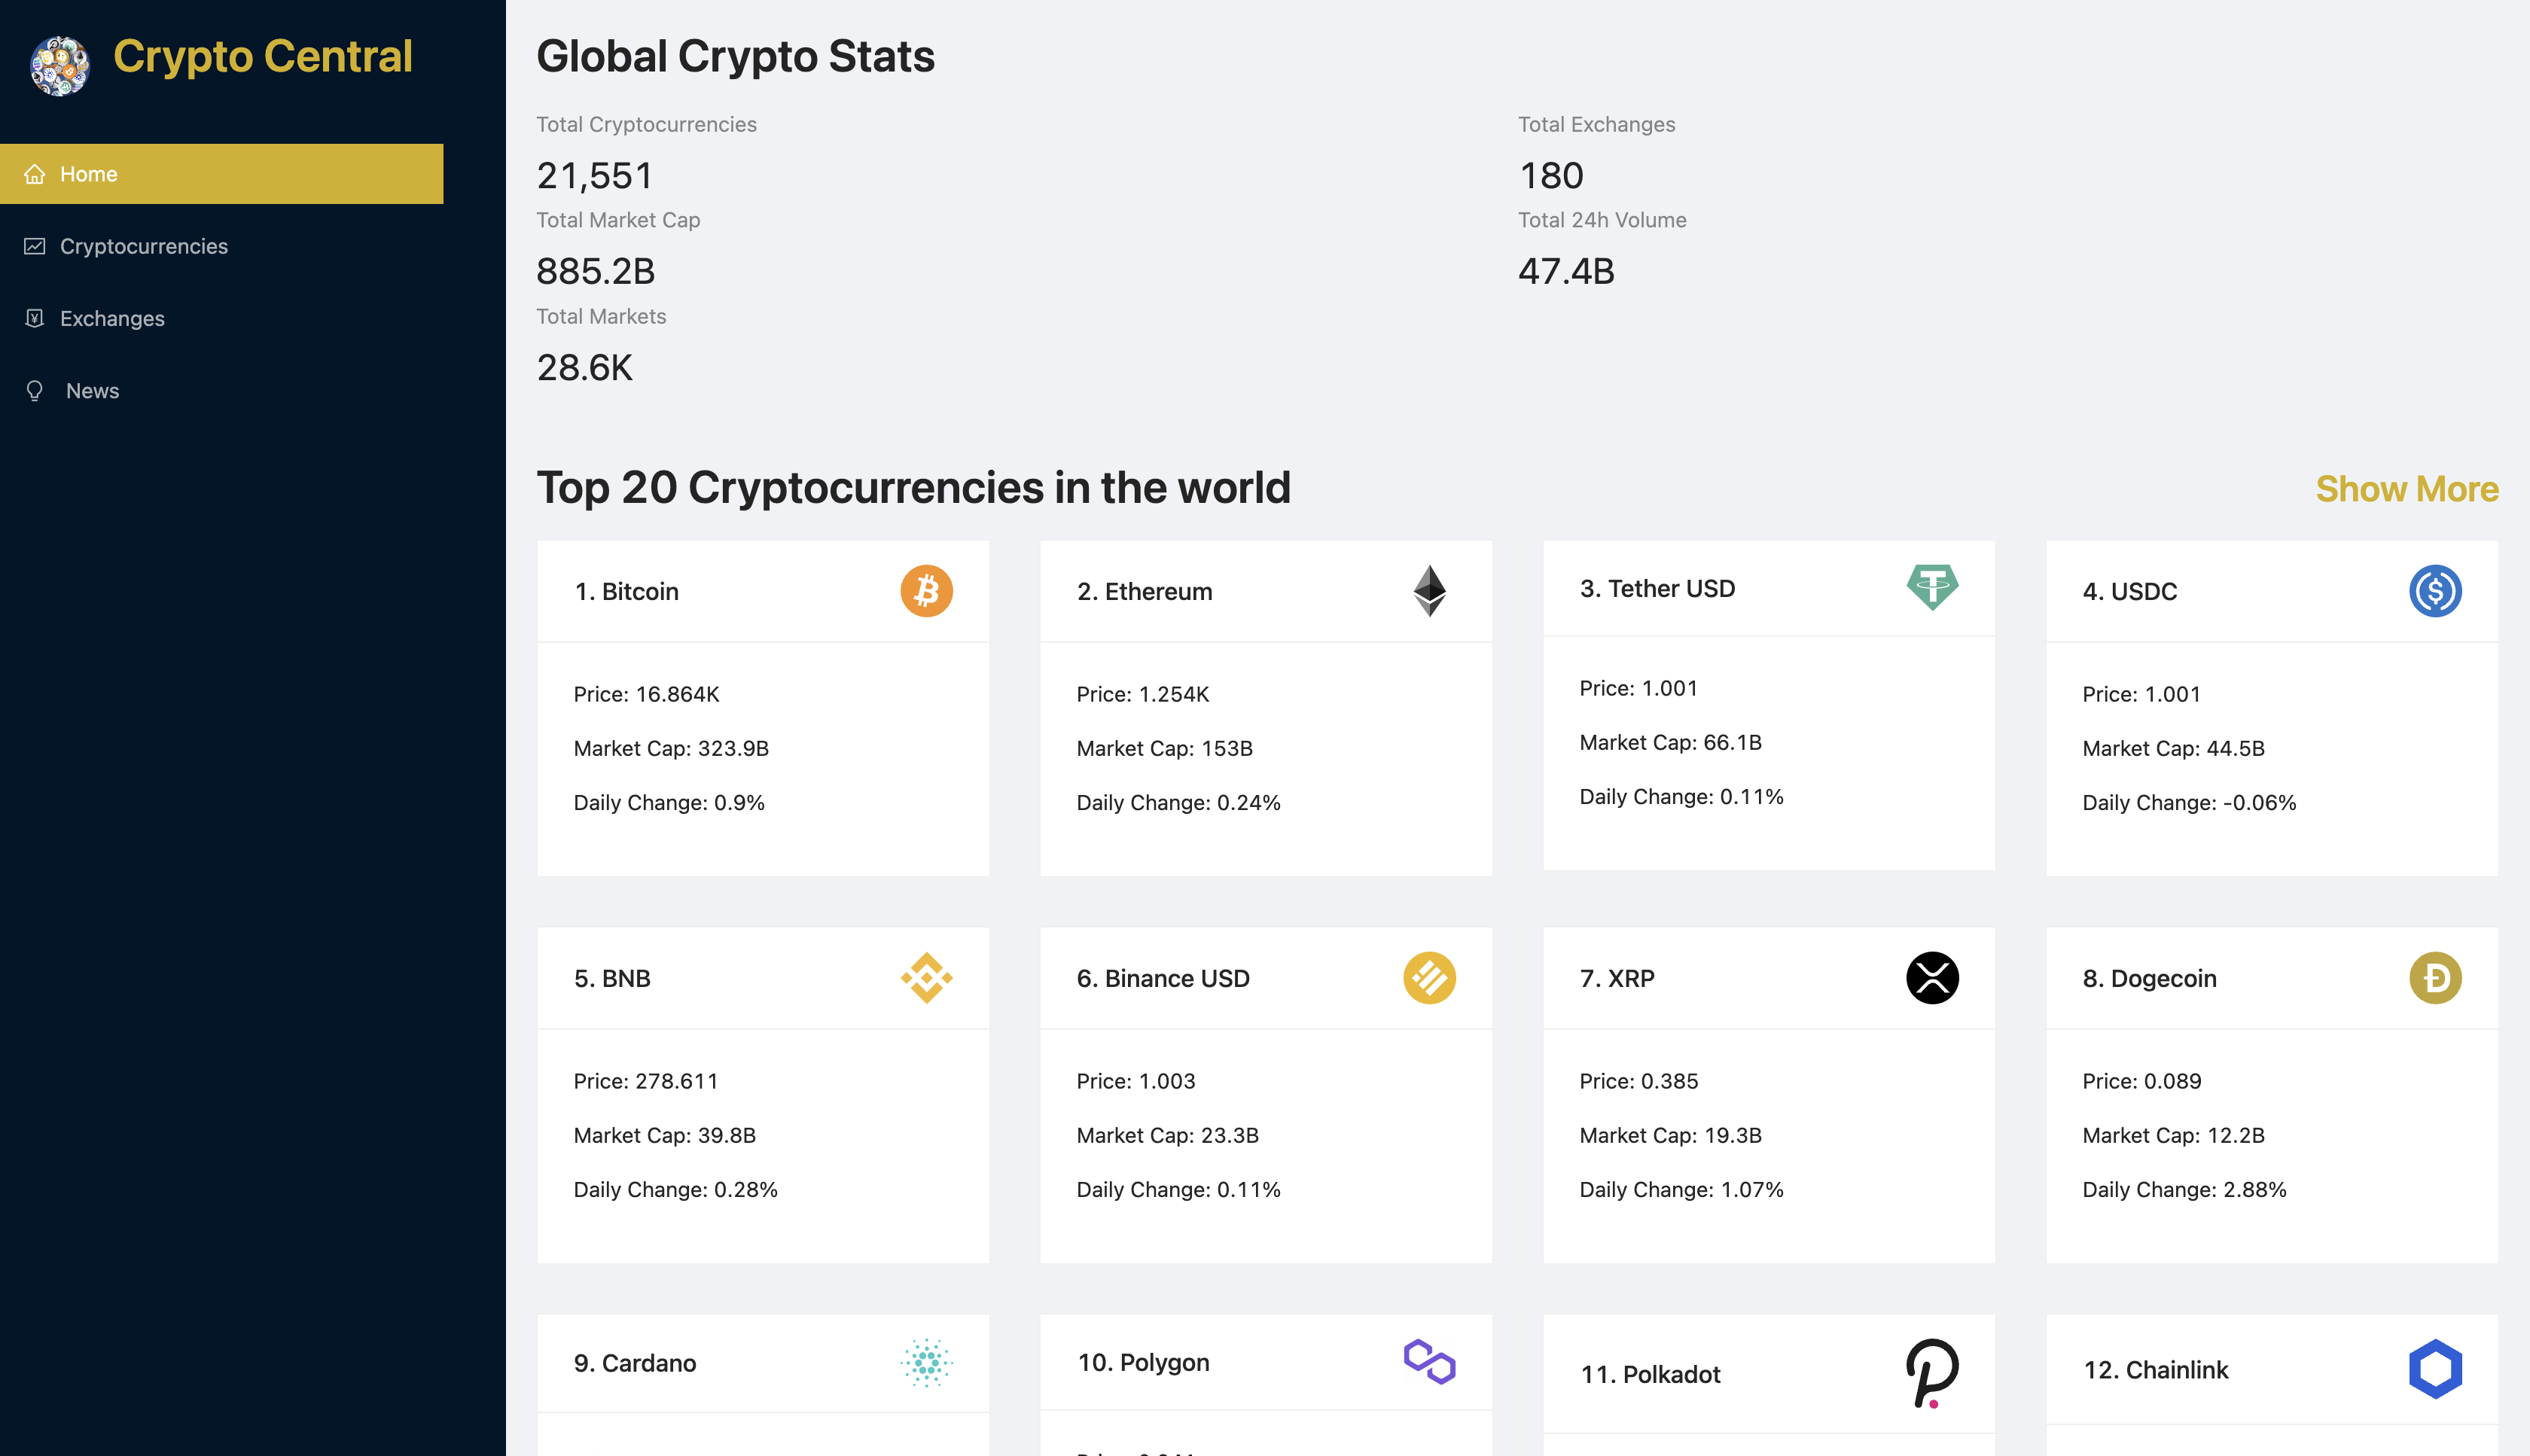 Crypto Central
Home
Cryptocurrencies
Exchanges
News
Global Crypto Stats
Total Cryptocurrencies
21,551
Total Exchanges
180
Total Market Cap
885.2B
Total 24h Volume
47.4B
Total Markets
28.6K
Top 20 Cryptocurrencies in the world
Show More
1. Bitcoin
Price: 16.864K
Market Cap: 323.9B
Daily Change: 0.9%
2. Ethereum
Price: 1.254K
Market Cap: 153B
Daily Change: 0.24%
3. Tether USD
Price: 1.001
Market Cap: 66.1B
Daily Change: 0.11%
4. USDC
Price: 1.001
Market Cap: 44.5B
Daily Change: -0.06%
5. BNB
Price: 278.611
Market Cap: 39.8B
Daily Change: 0.28%
6. Binance USD
Price: 1.003
Market Cap: 23.3B
Daily Change: 0.11%
7. XRP
Price: 0.385
Market Cap: 19.3B
Daily Change: 1.07%
8. Dogecoin
Price: 0.089
Market Cap: 12.2B
Daily Change: 2.88%
9. Cardano
10. Polygon
11. Polkadot
12. Chainlink